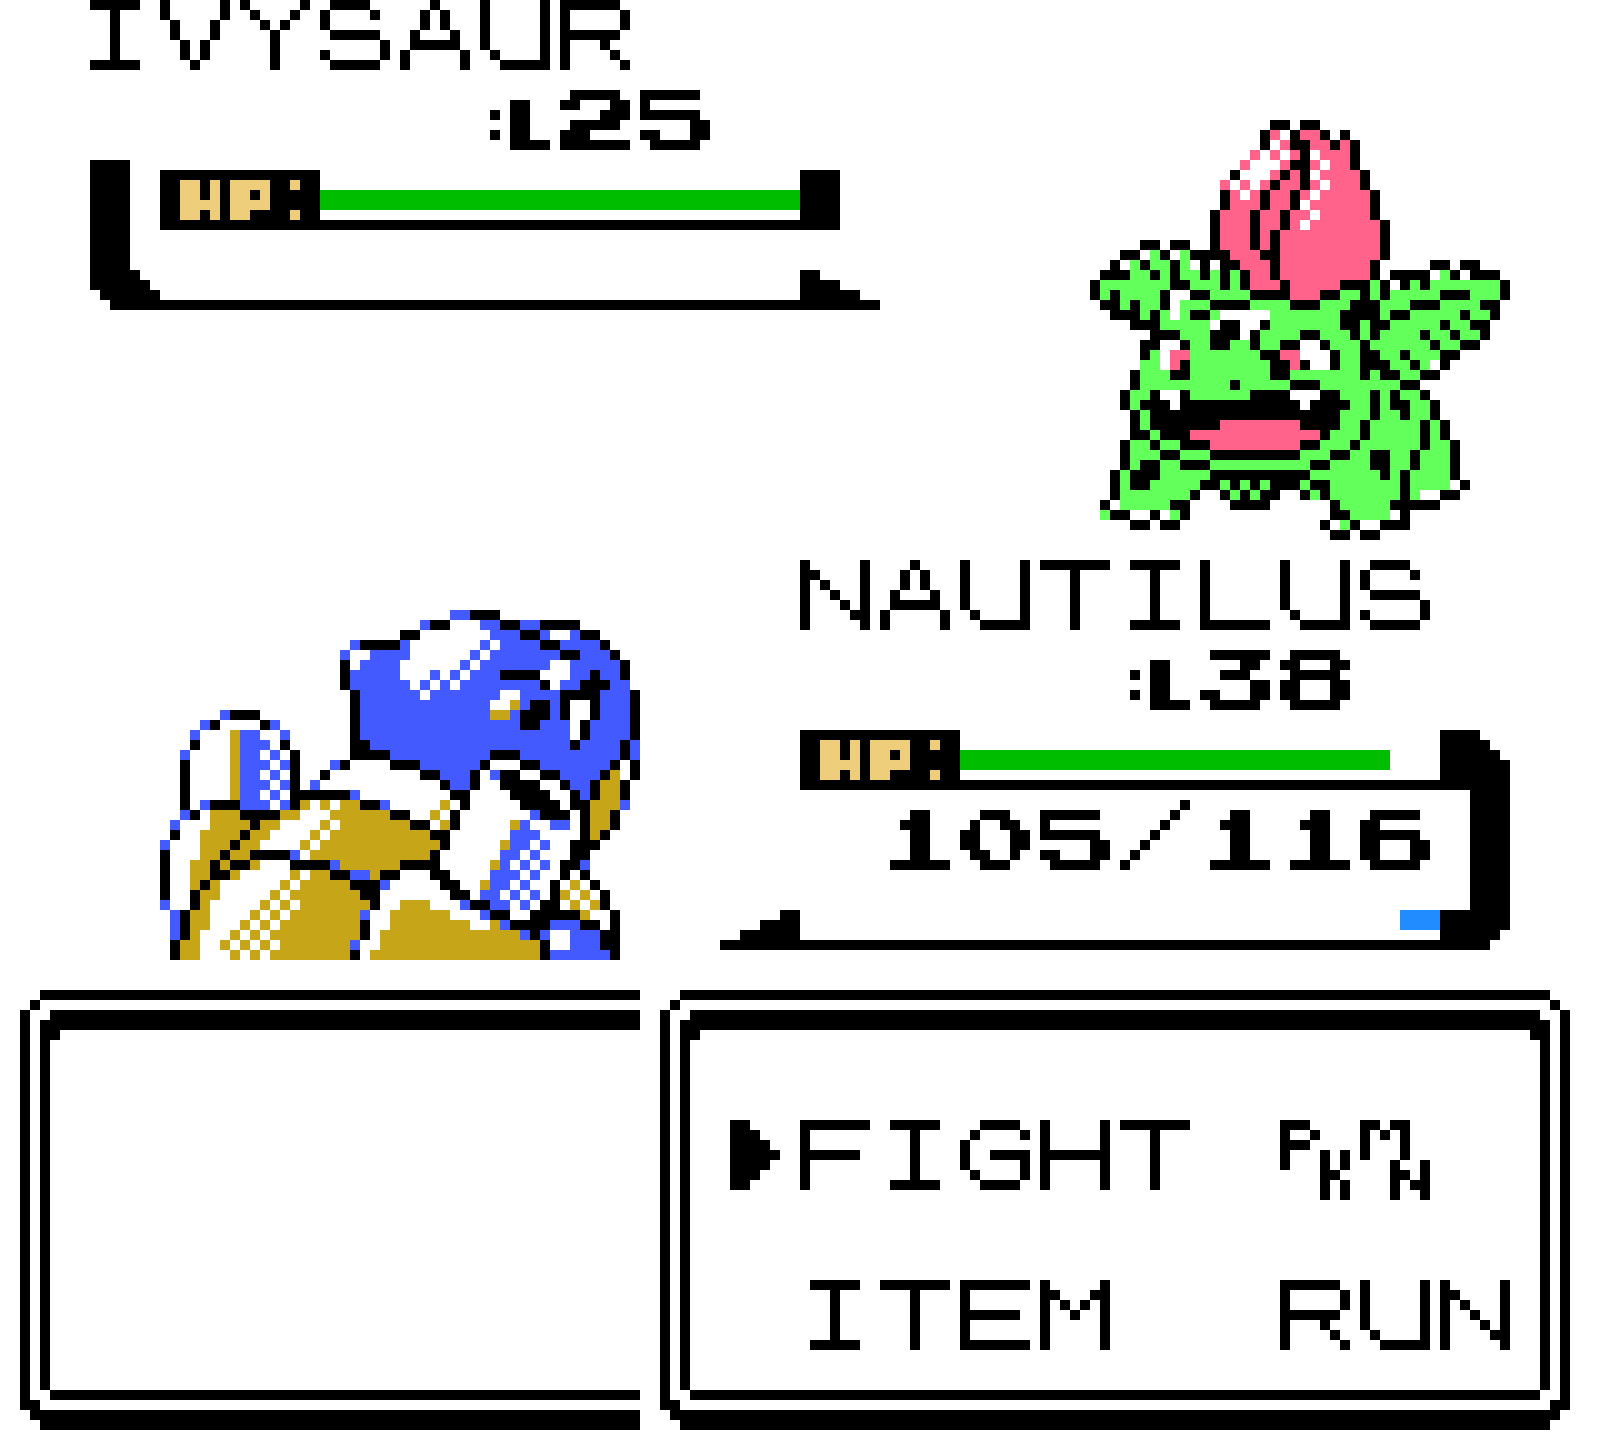 IVYSAUR
:L25
HP:
NAUTILUS
:L38
HP:
105/116
▶FIGHT PKMN
ITEM RUN